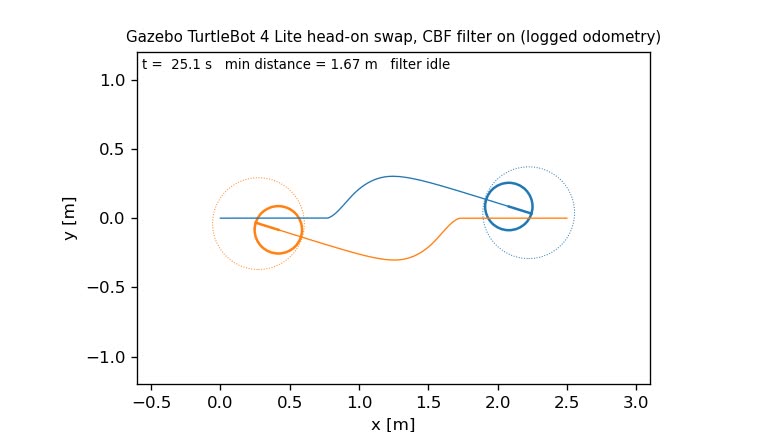 Gazebo TurtleBot 4 Lite head-on swap, CBF filter on (logged odometry)
t =  25.1 s   min distance = 1.67 m   filter idle
1.0
0.5
0.0
−0.5
−1.0
y [m]
−0.5 0.0 0.5 1.0 1.5 2.0 2.5 3.0
x [m]